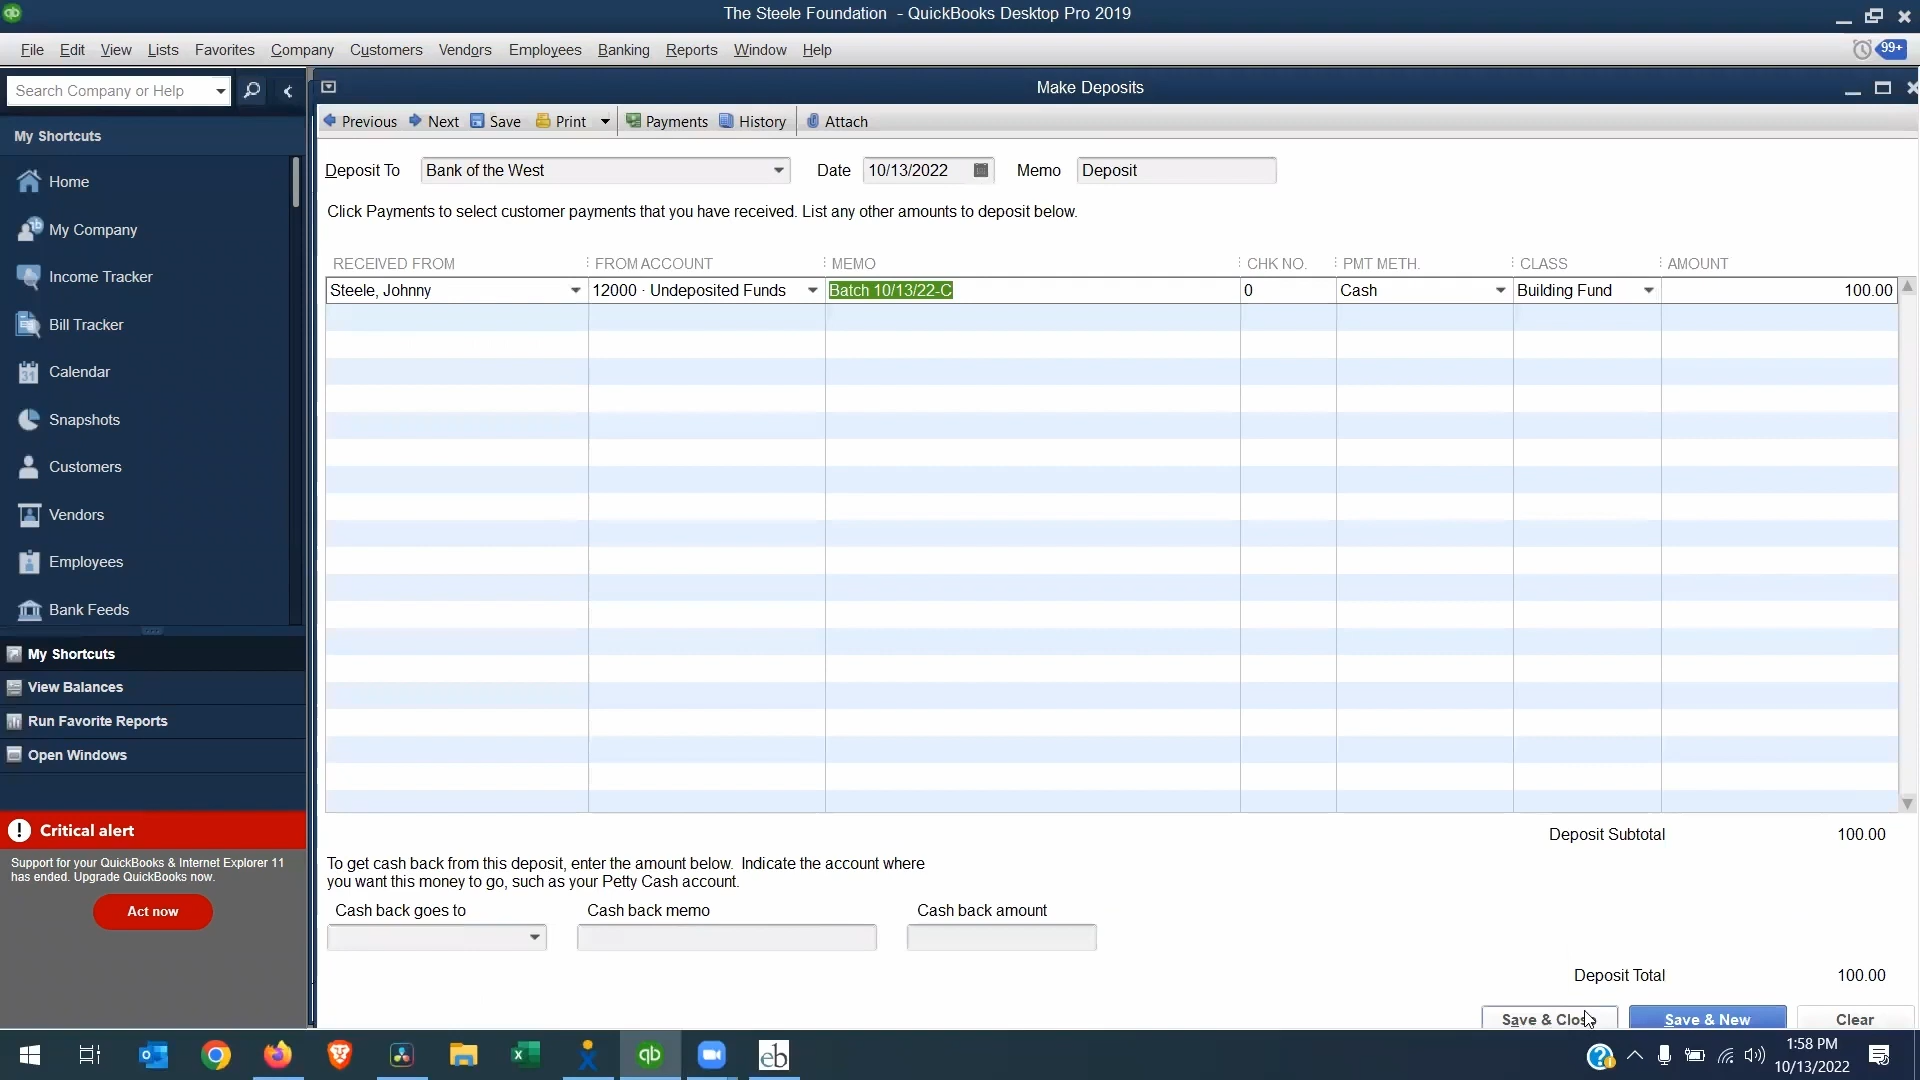 The Steele Foundation - QuickBooks Desktop Pro 2019
File Edit View Lists Favorites Company Customers Vendors Employees Banking Reports Window Help
99+
Search Company or Help
Make Deposits
Previous Next Save Print Payments History Attach
My Shortcuts
Home
My Company
Income Tracker
Bill Tracker
Calendar
Snapshots
Customers
Vendors
Employees
Bank Feeds
My Shortcuts
View Balances
Run Favorite Reports
Open Windows
Critical alert
Support for your QuickBooks & Internet Explorer 11
has ended. Upgrade QuickBooks now.
Act now
Deposit To Bank of the West Date 10/13/2022 Memo Deposit
Click Payments to select customer payments that you have received. List any other amounts to deposit below.
RECEIVED FROM FROM ACCOUNT MEMO CHK NO. PMT METH. CLASS AMOUNT
Steele, Johnny 12000 · Undeposited Funds Batch 10/13/22-C 0 Cash Building Fund 100.00
Deposit Subtotal 100.00
To get cash back from this deposit, enter the amount below. Indicate the account where
you want this money to go, such as your Petty Cash account.
Cash back goes to Cash back memo Cash back amount
Deposit Total 100.00
Save & Close Save & New Clear
qb
eb
1:58 PM
10/13/2022